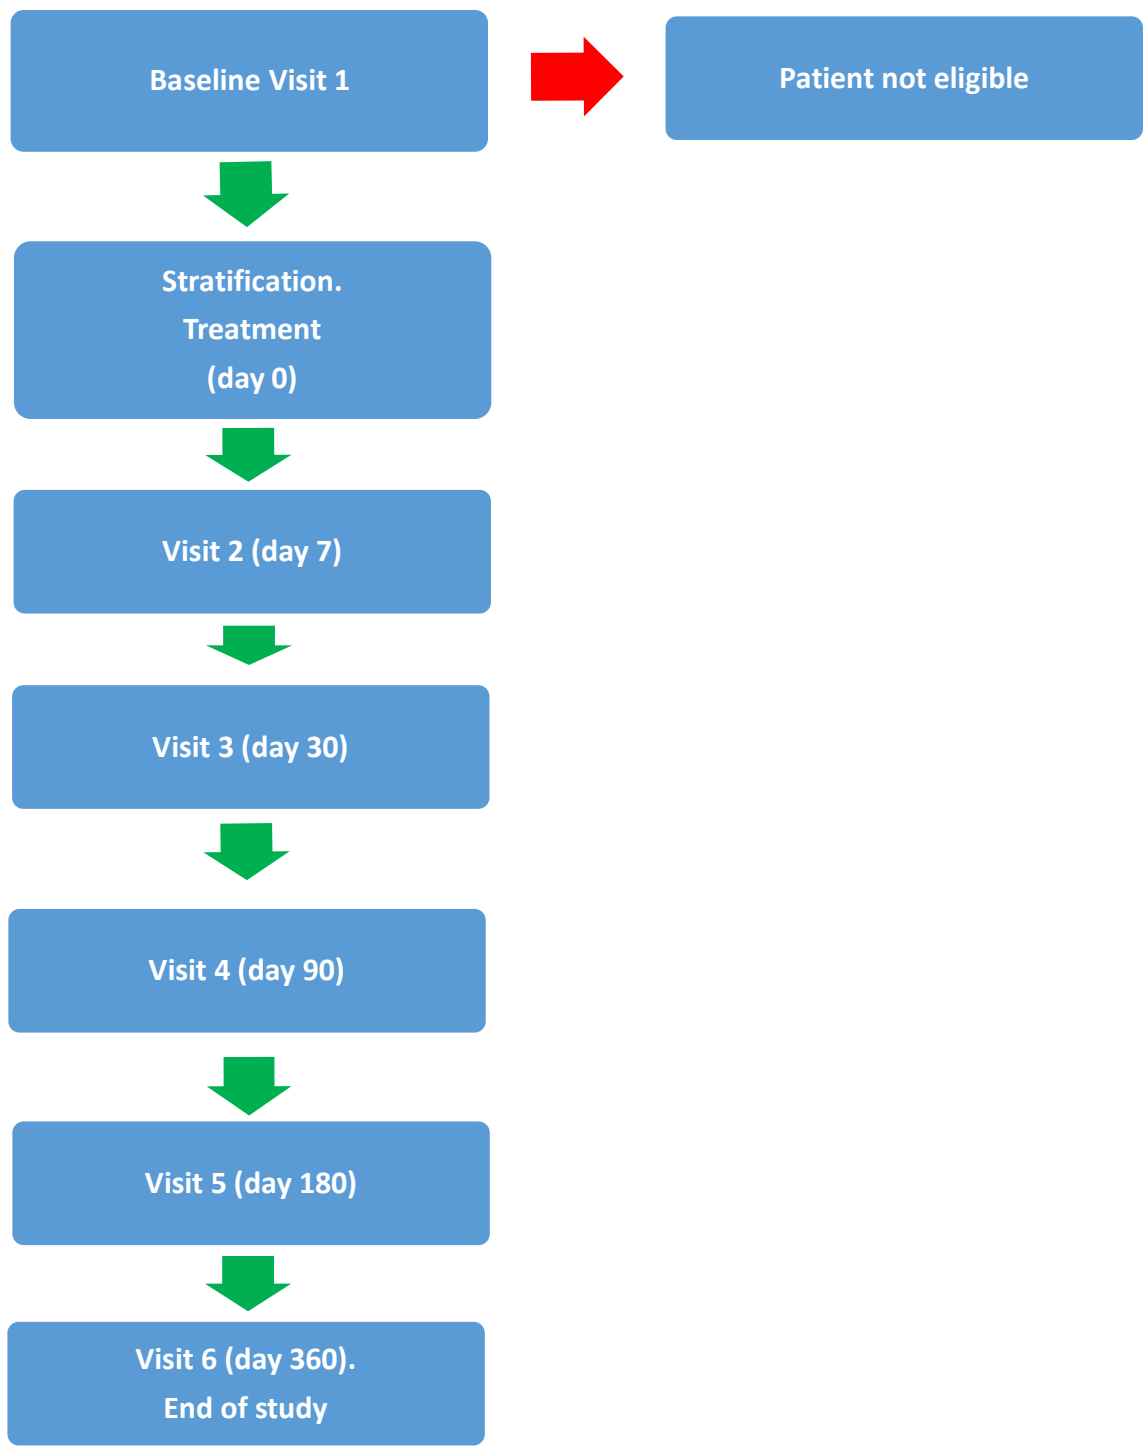 Baseline Visit 1
Patient not eligible
Stratification.
Treatment
(day 0)
Visit 2 (day 7)
Visit 3 (day 30)
Visit 4 (day 90)
Visit 5 (day 180)
Visit 6 (day 360).
End of study